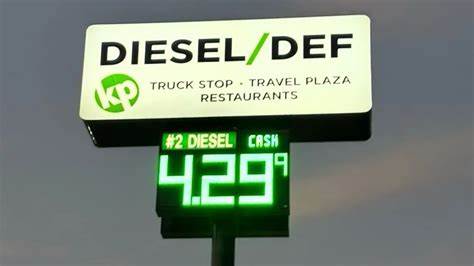 DIESEL/DEF
kp
TRUCK STOP · TRAVEL PLAZA
RESTAURANTS
#2 DIESEL CASH
4.29 9